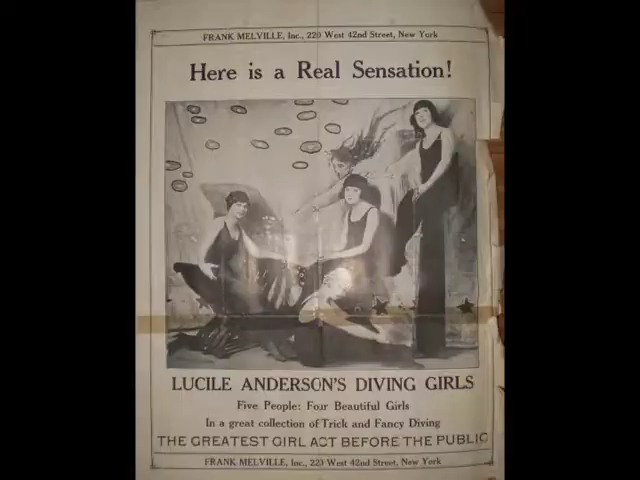 FRANK MELVILLE, Inc., 220 West 42nd Street, New York
Here is a Real Sensation!
LUCILE ANDERSON'S DIVING GIRLS
Five People: Four Beautiful Girls
In a great collection of Trick and Fancy Diving
THE GREATEST GIRL ACT BEFORE THE PUBLIC
FRANK MELVILLE, Inc., 220 West 42nd Street, New York